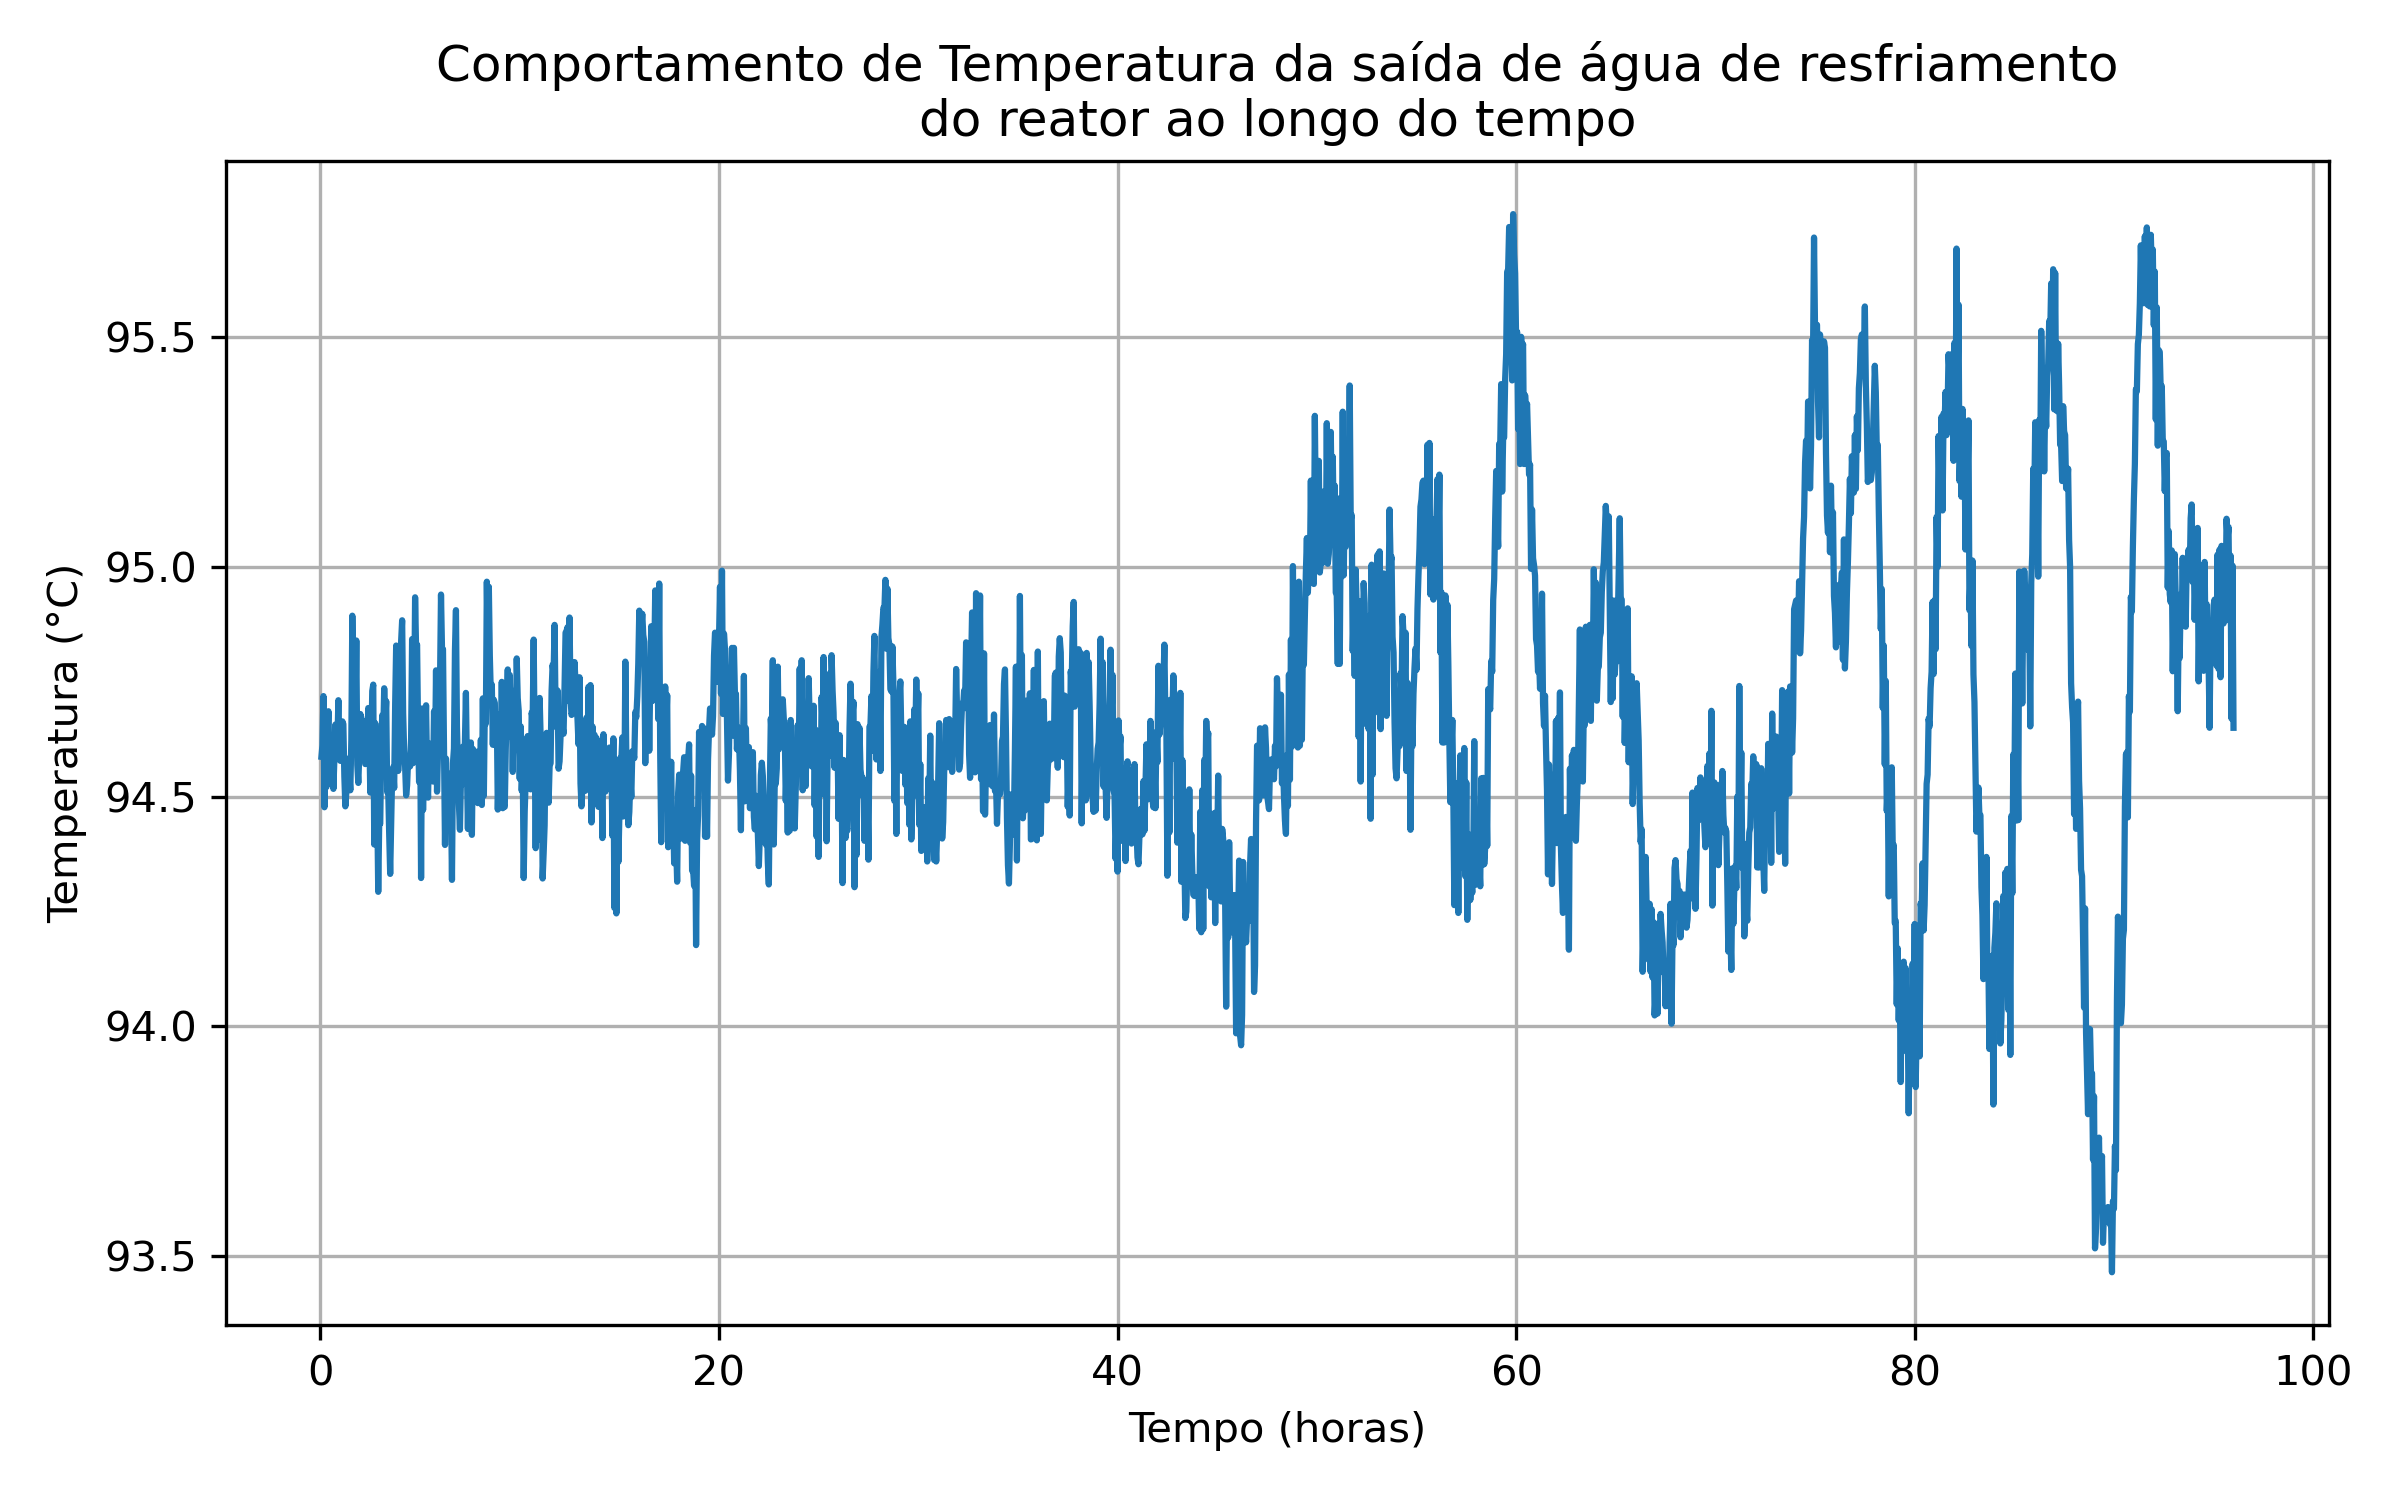 Comportamento de Temperatura da saída de água de resfriamento
do reator ao longo do tempo
Temperatura (°C)
95.5
95.0
94.5
94.0
93.5
0 20 40 60 80 100
Tempo (horas)